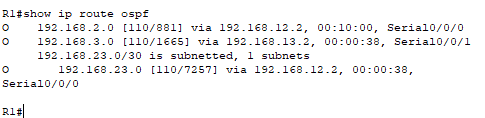 R1#show ip route ospf
O    192.168.2.0 [110/881] via 192.168.12.2, 00:10:00, Serial0/0/0
O    192.168.3.0 [110/1665] via 192.168.13.2, 00:00:38, Serial0/0/1
     192.168.23.0/30 is subnetted, 1 subnets
O       192.168.23.0 [110/7257] via 192.168.12.2, 00:00:38,
Serial0/0/0
R1#